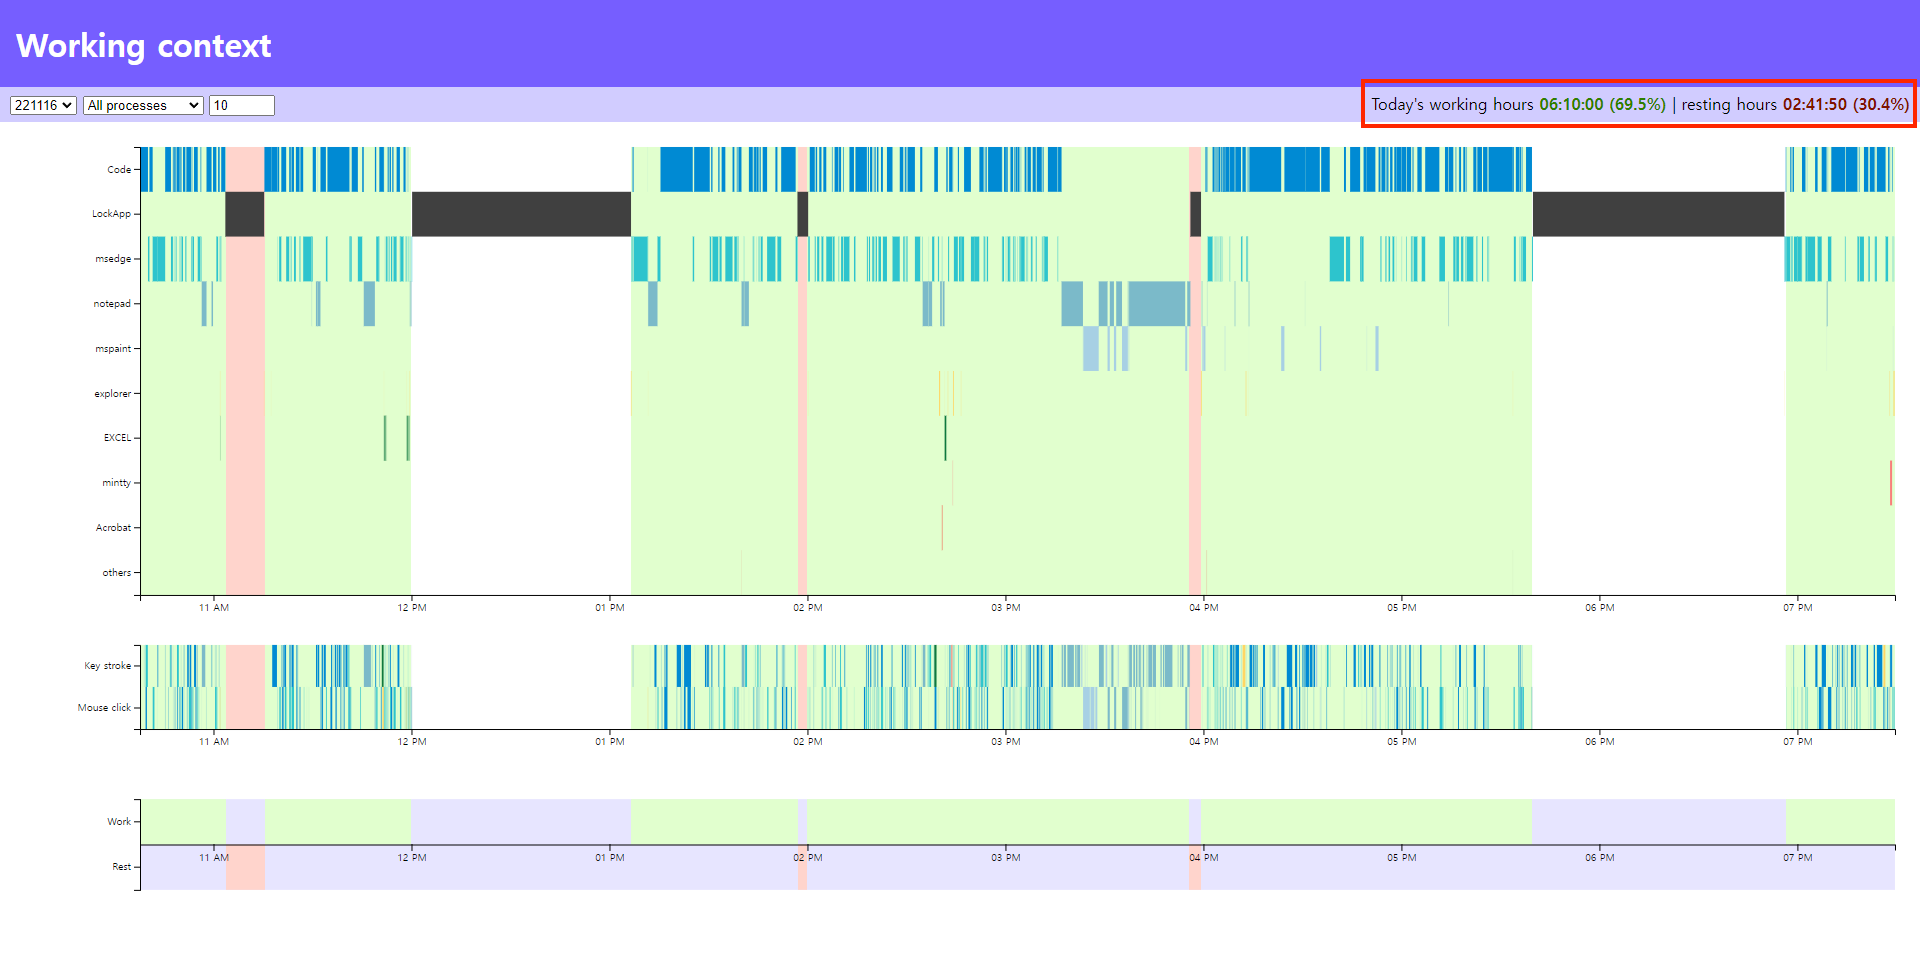 Working context
221116 All processes 10
Today's working hours 06:10:00 (69.5%) | resting hours 02:41:50 (30.4%)
Code
LockApp
msedge
notepad
mspaint
explorer
EXCEL
mintty
Acrobat
others
11 AM 12 PM 01 PM 02 PM 03 PM 04 PM 05 PM 06 PM 07 PM
Key stroke
Mouse click
11 AM 12 PM 01 PM 02 PM 03 PM 04 PM 05 PM 06 PM 07 PM
Work
11 AM 12 PM 01 PM 02 PM 03 PM 04 PM 05 PM 06 PM 07 PM
Rest